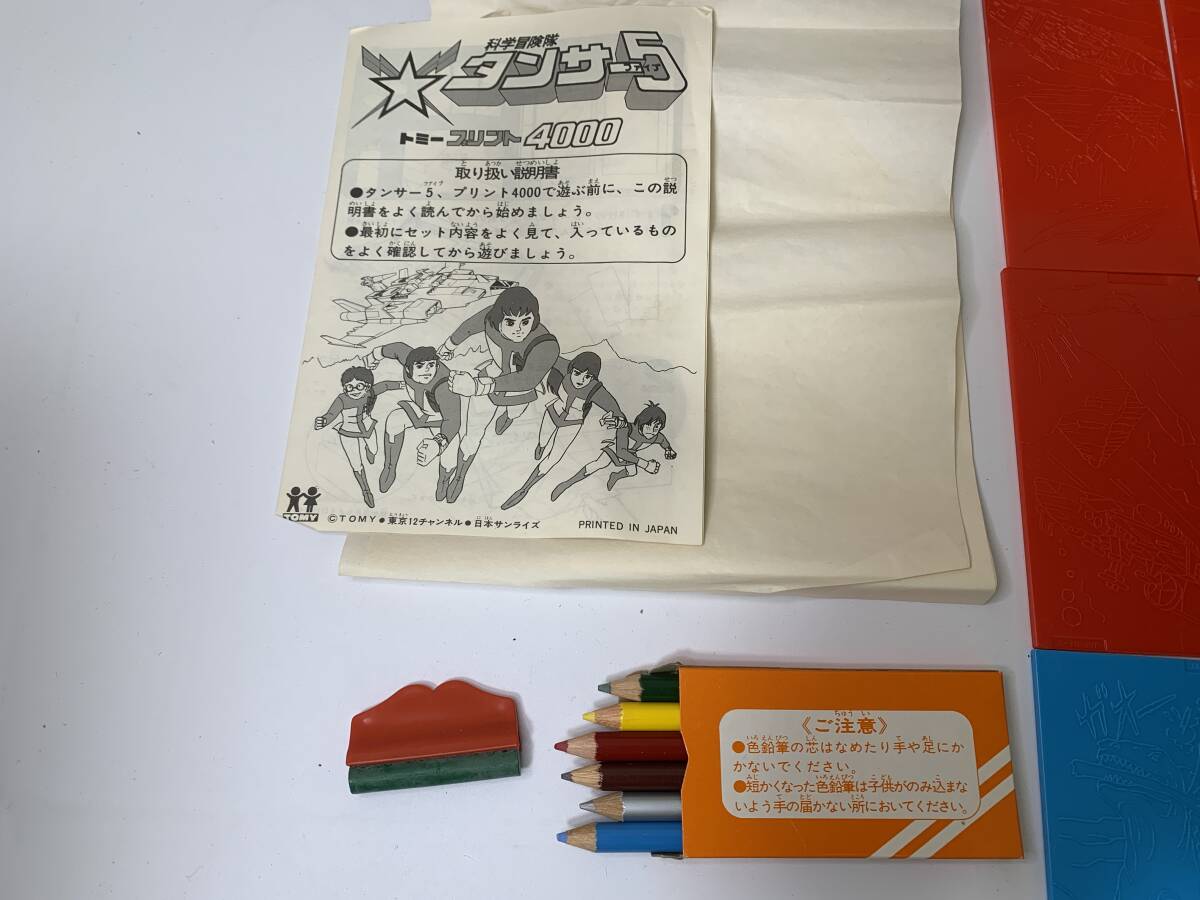 科学冒険隊
タンサー5
ファイブ
トミープリント4000
取り扱い説明書
●タンサー5、プリント4000で遊ぶ前に、この説
明書をよく読んでから始めましょう。
●最初にセット内容をよく見て、入っているもの
をよく確認してから遊びましょう。
TOMY ©TOMY●東京12チャンネル●日本サンライズ PRINTED IN JAPAN
《ご注意》
●色鉛筆の芯はなめたり手や足にか
かないでください。
●短かくなった色鉛筆は子供がのみ込まな
いよう手の届かない所においてください。